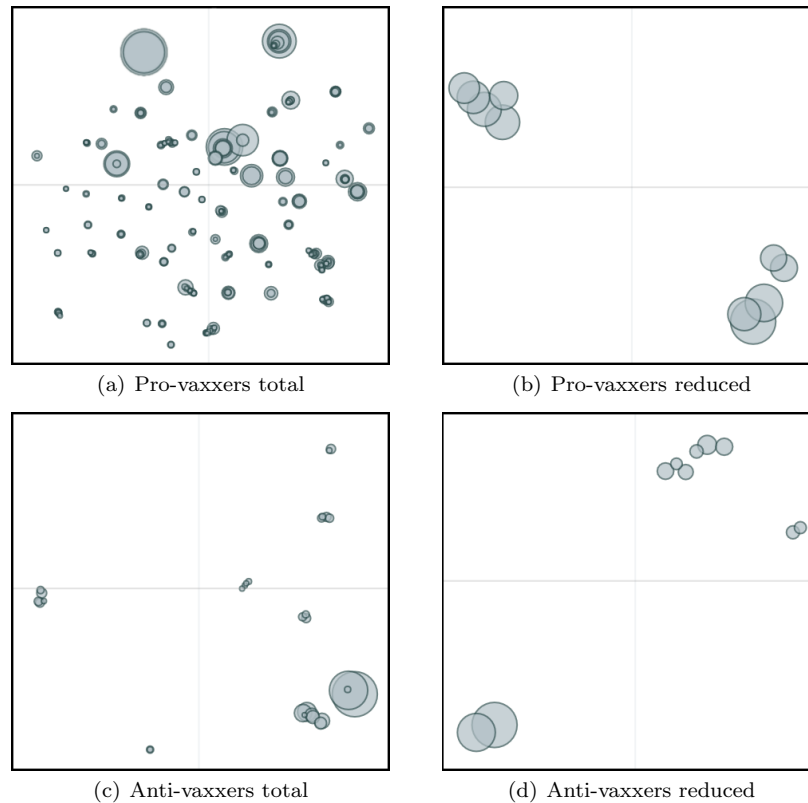 (a) Pro-vaxxers total
(b) Pro-vaxxers reduced
(c) Anti-vaxxers total
(d) Anti-vaxxers reduced